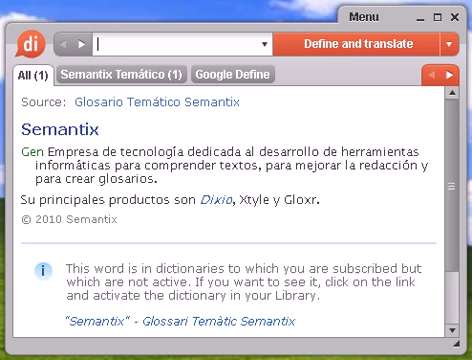 Menu
di
Define and translate
All (1) Semantix Temático (1) Google Define
Source: Glosario Temático Semantix
Semantix
Gen Empresa de tecnología dedicada al desarrollo de herramientas
informáticas para comprender textos, para mejorar la redacción y
para crear glosarios.
Su principales productos son Dixio, Xtyle y Gloxr.
© 2010 Semantix
i
This word is in dictionaries to which you are subscribed but
which are not active. If you want to see it, click on the link
and activate the dictionary in your Library.
"Semantix" - Glossari Temàtic Semantix